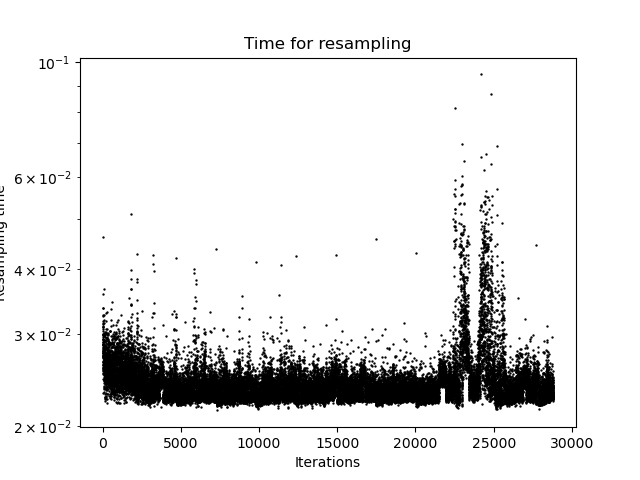 Time for resampling
10⁻¹
6 × 10⁻²
4 × 10⁻²
3 × 10⁻²
2 × 10⁻²
Resampling time
0 5000 10000 15000 20000 25000 30000
Iterations